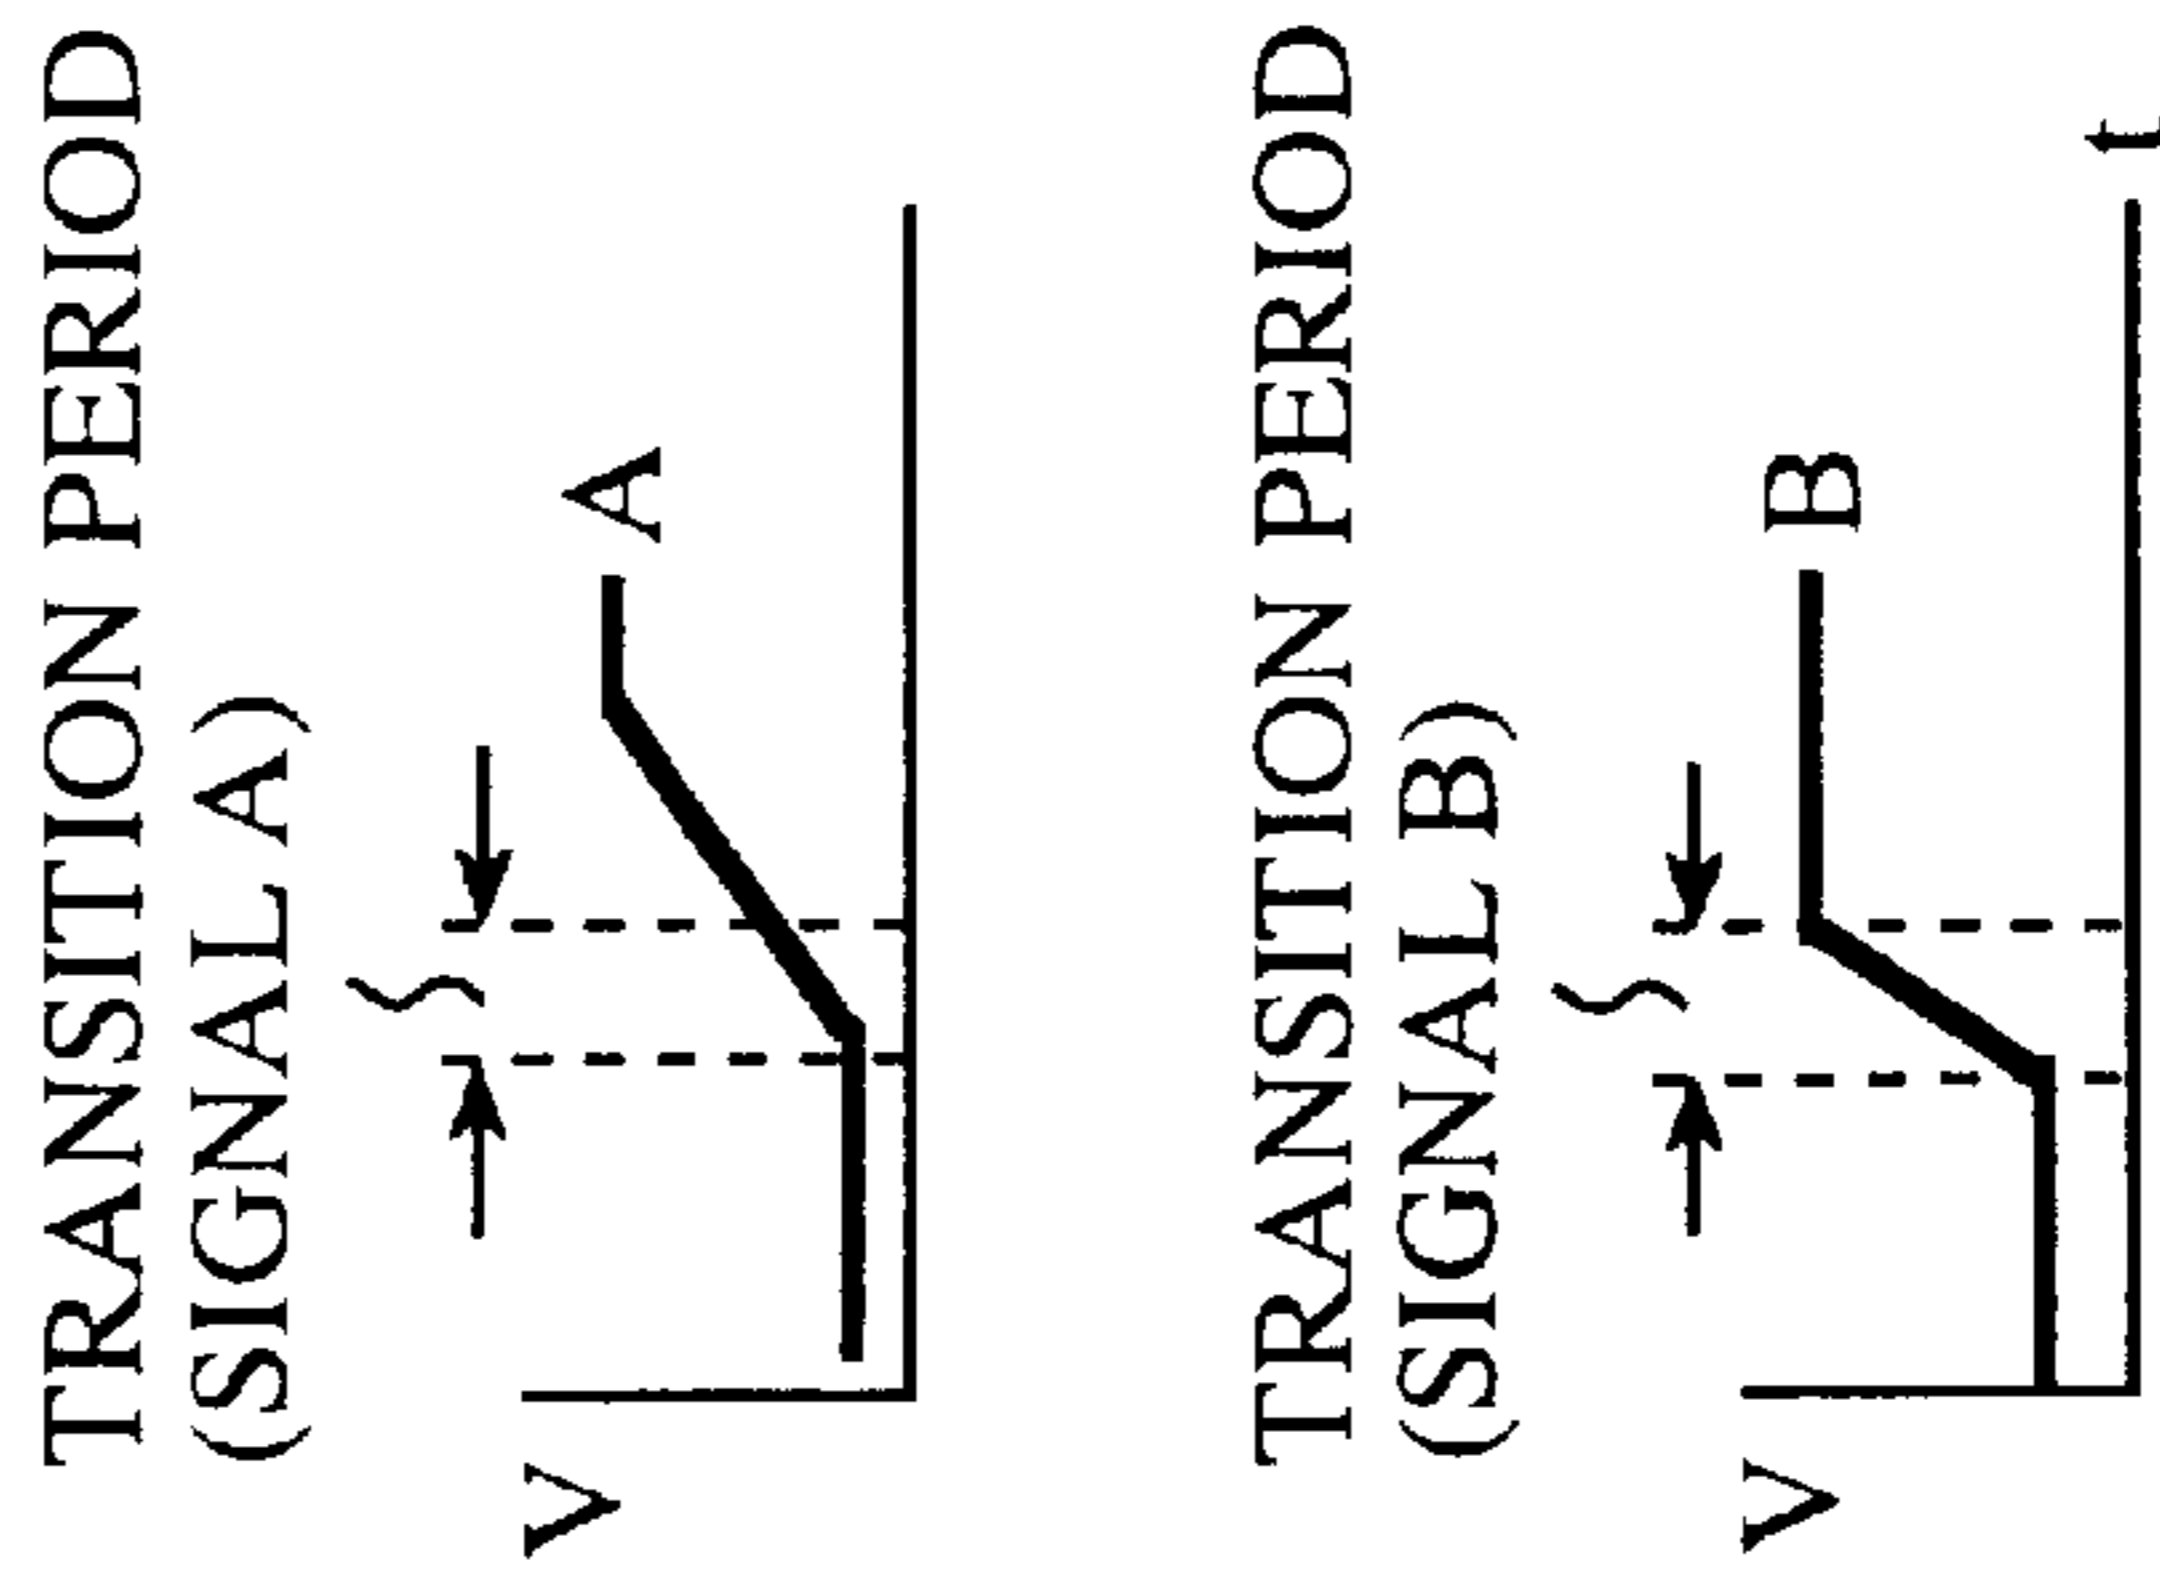 TRANSITION PERIOD
(SIGNAL A)
V
A
TRANSITION PERIOD
(SIGNAL B)
V
B
t